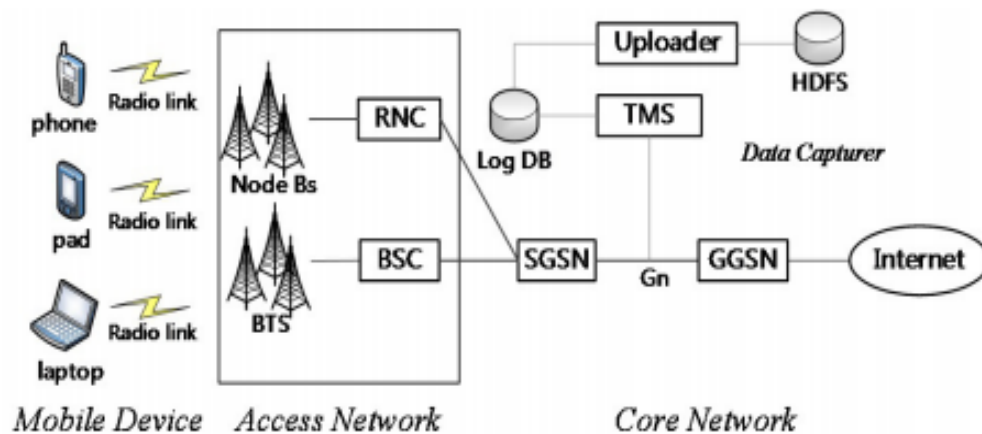 phone
Radio link
pad
Radio link
laptop
Radio link
Mobile Device
Node Bs
RNC
BTS
BSC
Access Network
Uploader
HDFS
Log DB
TMS
Data Capturer
SGSN
Gn
GGSN
Internet
Core Network